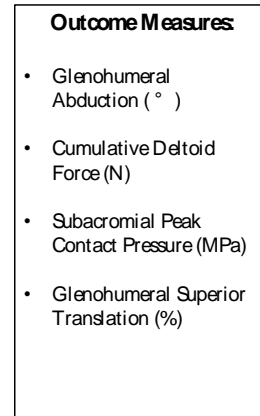 Outcome Measures:
• Glenohumeral
Abduction ( ° )
• Cumulative Deltoid
Force (N)
• Subacromial Peak
Contact Pressure (MPa)
• Glenohumeral Superior
Translation (%)